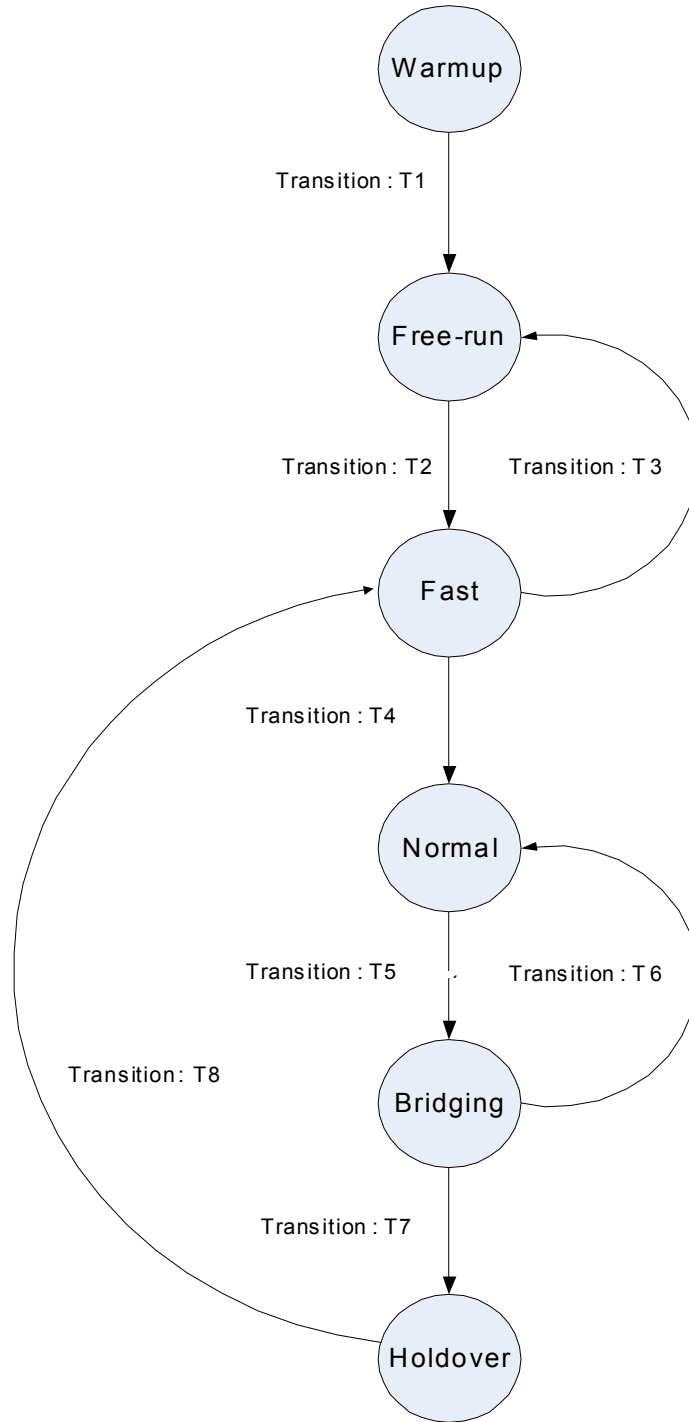 Warmup
Transition : T1
Free-run
Transition : T2
Transition : T3
Fast
Transition : T4
Normal
Transition : T5
Transition : T6
Transition : T8
Bridging
Transition : T7
Holdover